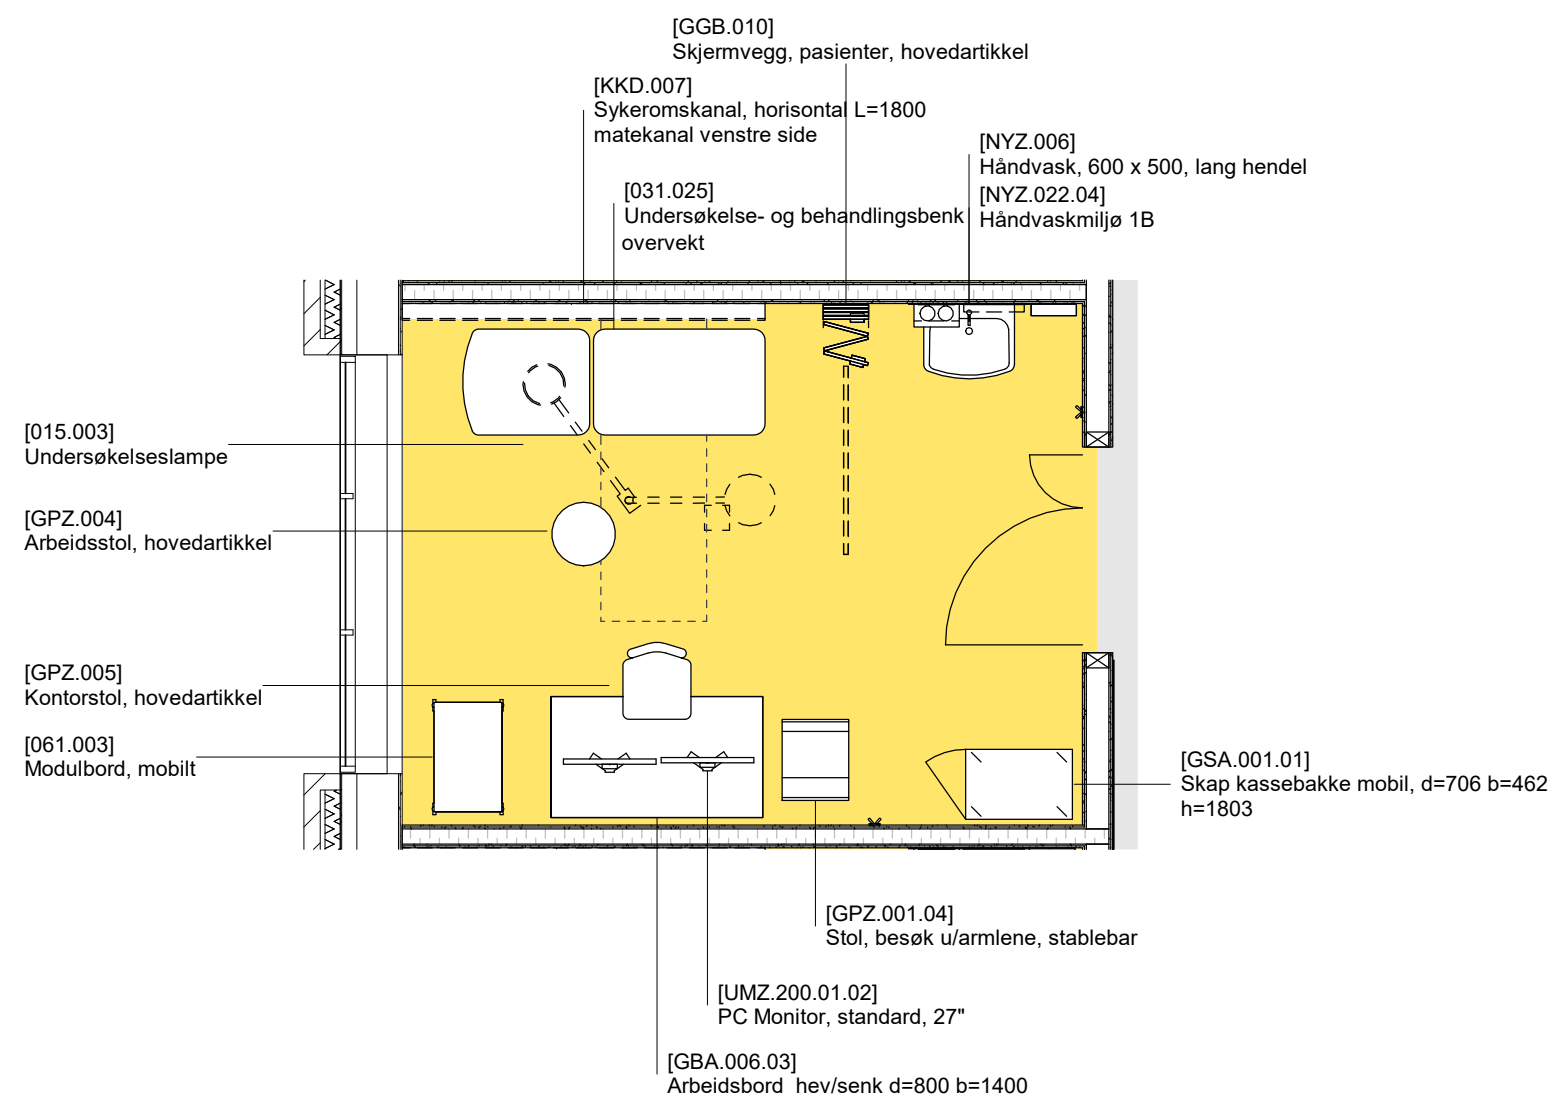 [GGB.010]
Skjermvegg, pasienter, hovedartikkel
[KKD.007]
Sykeromskanal, horisontal L=1800
matekanal venstre side
[NYZ.006]
Håndvask, 600 x 500, lang hendel
[NYZ.022.04]
Håndvaskmiljø 1B
[031.025]
Undersøkelse- og behandlingsbenk
overvekt
[015.003]
Undersøkelseslampe
[GPZ.004]
Arbeidsstol, hovedartikkel
[GPZ.005]
Kontorstol, hovedartikkel
[061.003]
Modulbord, mobilt
[GSA.001.01]
Skap kassebakke mobil, d=706 b=462
h=1803
[GPZ.001.04]
Stol, besøk u/armlene, stablebar
[UMZ.200.01.02]
PC Monitor, standard, 27"
[GBA.006.03]
Arbeidsbord  hev/senk d=800 b=1400